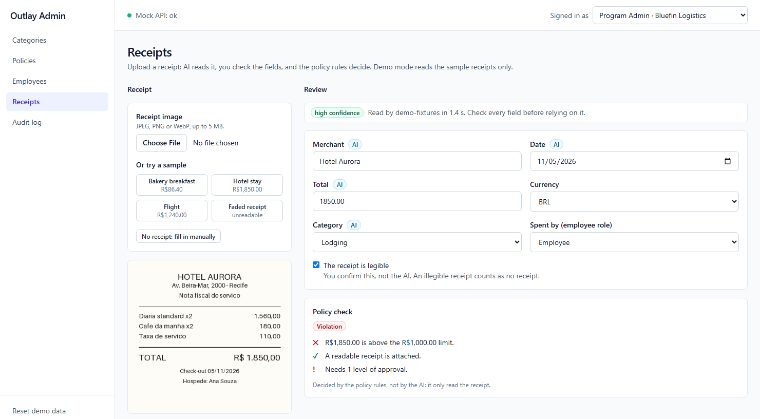 Outlay Admin
Mock API: ok
Signed in as
Program Admin · Bluefin Logistics
Categories
Policies
Employees
Receipts
Audit log
Reset demo data
Receipts
Upload a receipt: AI reads it, you check the fields, and the policy rules decide. Demo mode reads the sample receipts only.
Receipt
Receipt image
JPEG, PNG or WebP, up to 5 MB.
Choose File No file chosen
Or try a sample
Bakery breakfast
R$86.40
Hotel stay
R$1,850.00
Flight
R$1,240.00
Faded receipt
unreadable
No receipt: fill in manually
HOTEL AURORA
Av. Beira-Mar, 2000 - Recife
Nota fiscal de servico
Diaria standard x2 1.560,00
Cafe da manha x2 180,00
Taxa de servico 110,00
TOTAL R$ 1.850,00
Check-out 05/11/2026
Hospede: Ana Souza
Review
high confidence Read by demo-fixtures in 1.4 s. Check every field before relying on it.
Merchant AI
Hotel Aurora
Date AI
11/05/2026
Total AI
1850.00
Currency
BRL
Category AI
Lodging
Spent by (employee role)
Employee
The receipt is legible
You confirm this, not the AI. An illegible receipt counts as no receipt.
Policy check
Violation
R$1,850.00 is above the R$1,000.00 limit.
A readable receipt is attached.
! Needs 1 level of approval.
Decided by the policy rules, not by the AI: it only read the receipt.